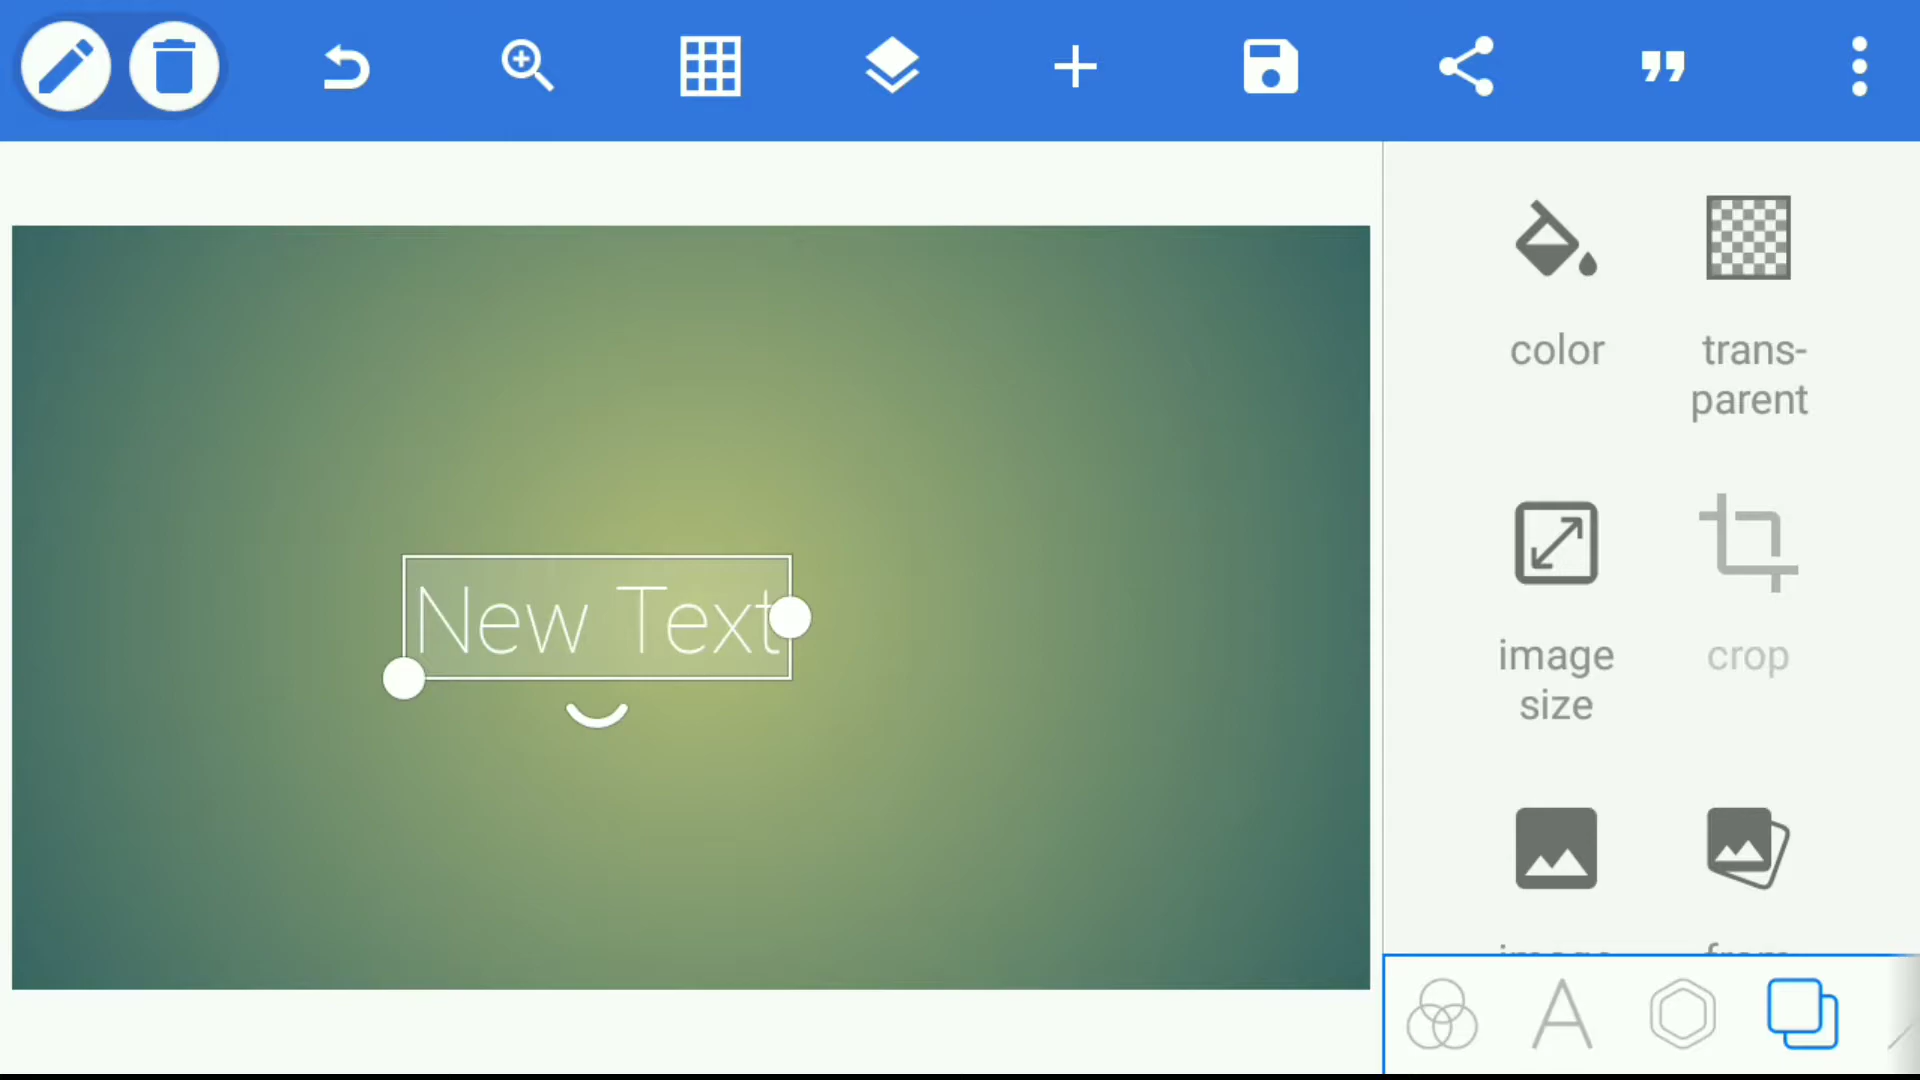 color
trans-
parent
New Text
image
size
crop